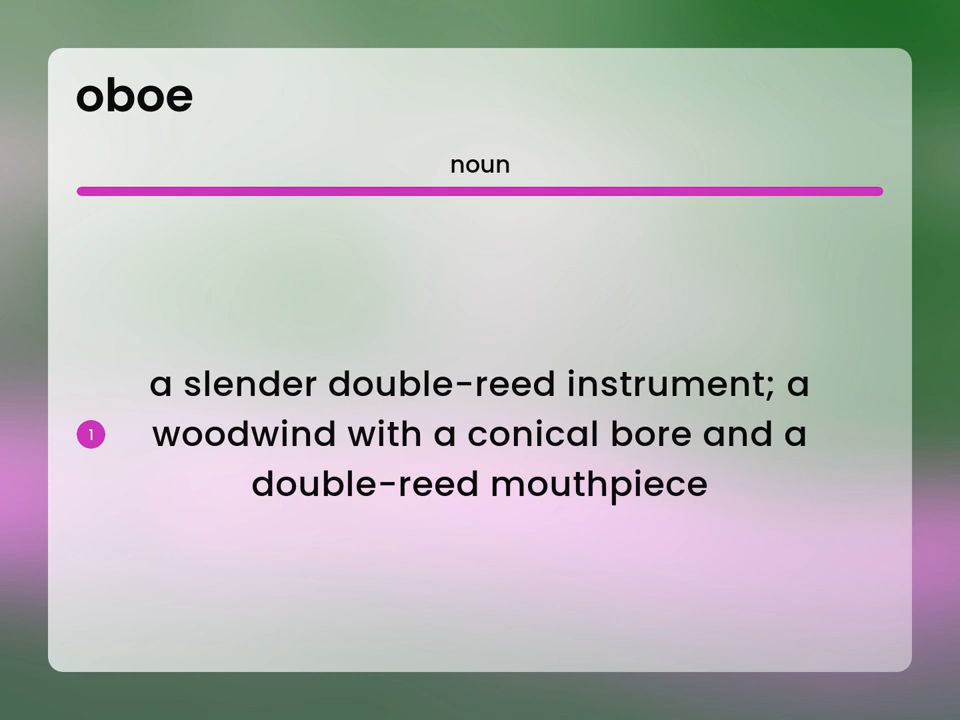 oboe
noun
1
a slender double-reed instrument; a
woodwind with a conical bore and a
double-reed mouthpiece